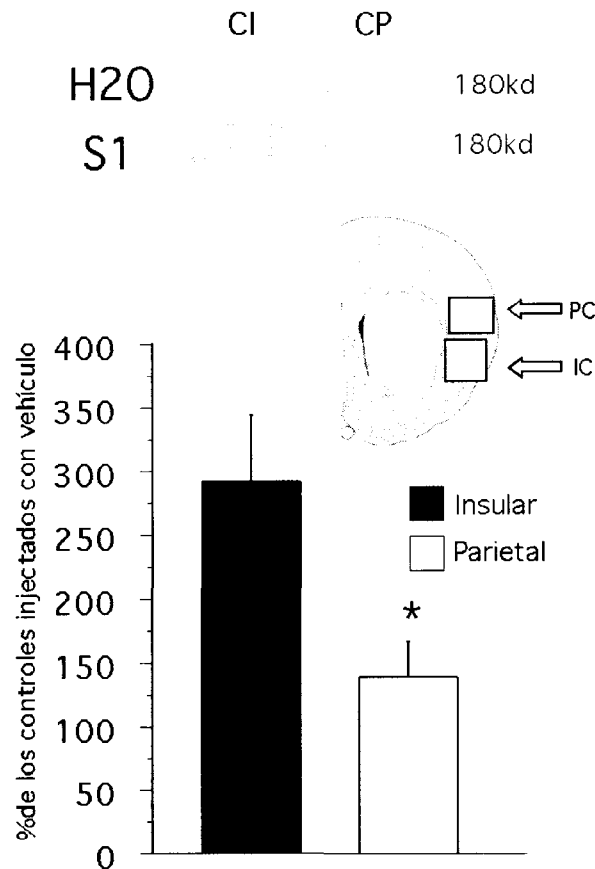 CI CP
H2O 180kd
S1 180kd
PC
IC
%de los controles injectados con vehículo
400
350
300
250
200
150
100
50
0
Insular
Parietal
*